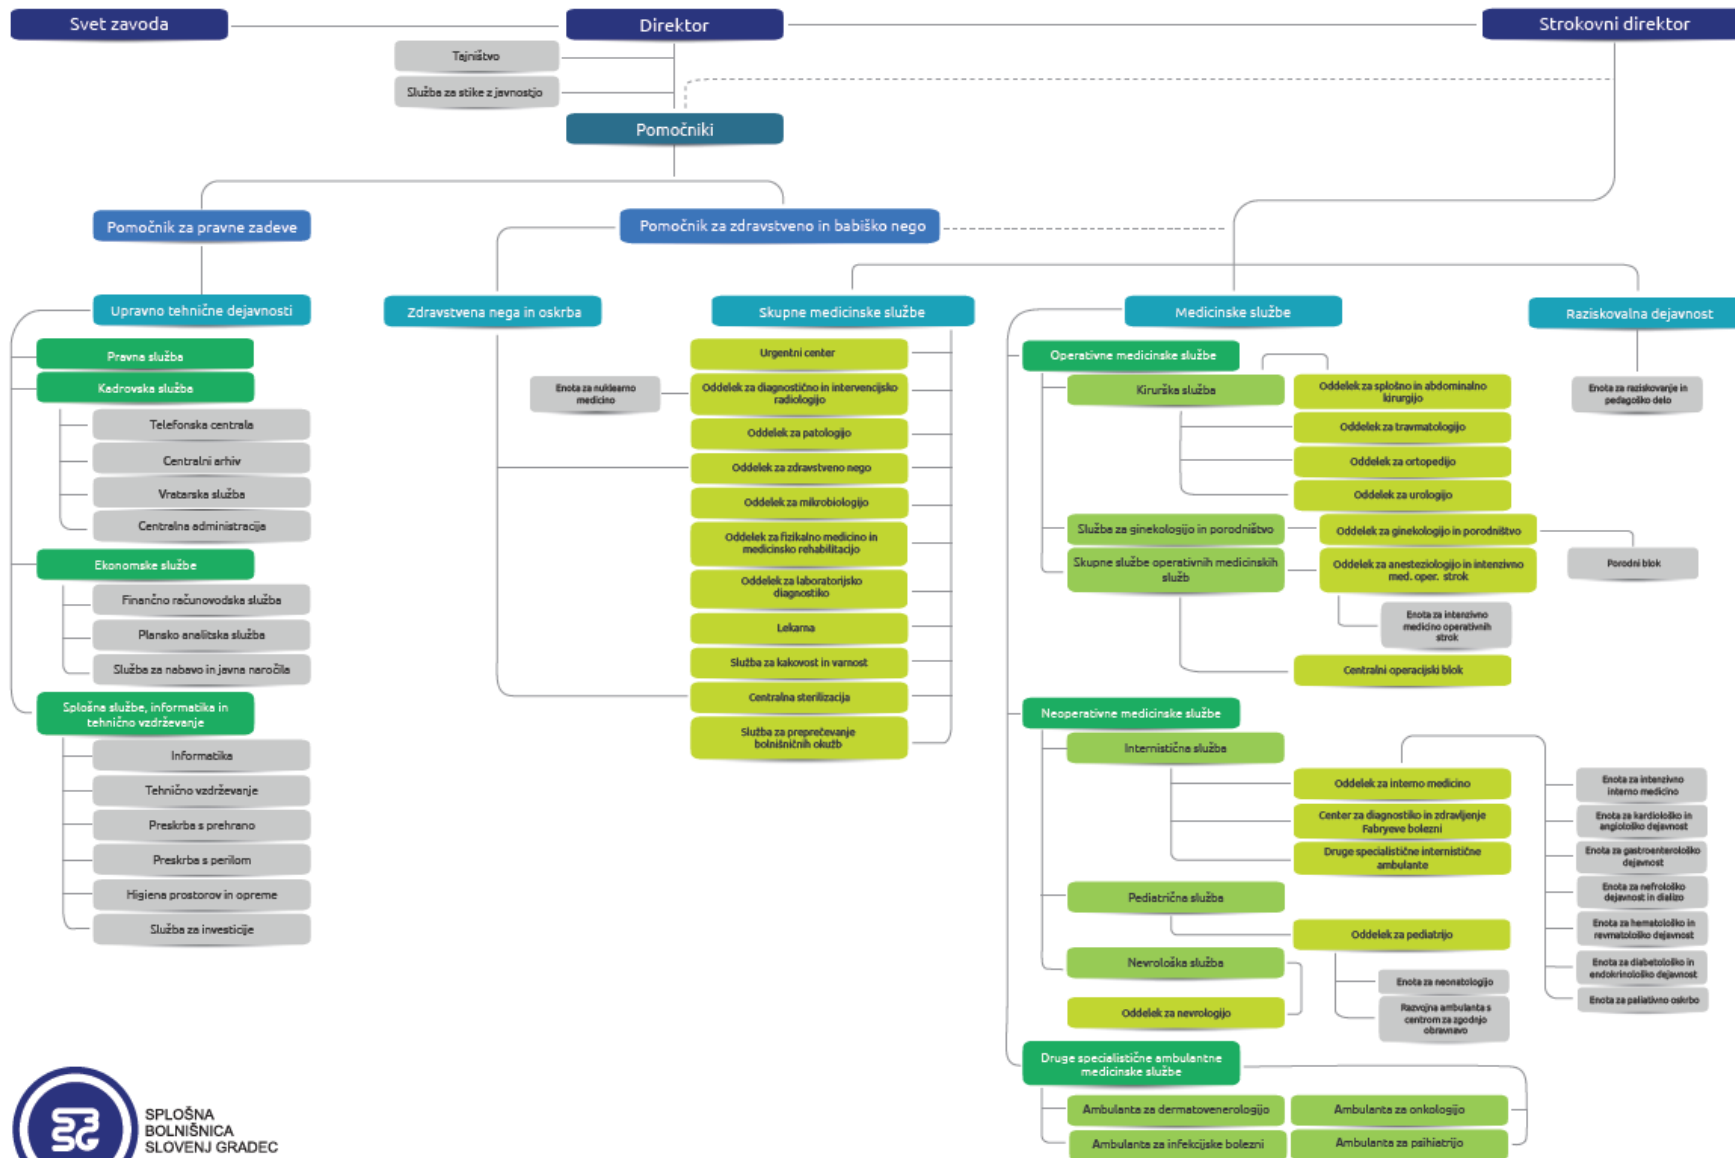 Svet zavoda
Direktor
Strokovni direktor
Tajništvo
Služba za stike z javnostjo
Pomočniki
Pomočnik za pravne zadeve
Pomočnik za zdravstveno in babiško nego
Upravno tehnične dejavnosti
Zdravstvena nega in oskrba
Skupne medicinske službe
Medicinske službe
Raziskovalna dejavnost
Pravna služba
Kadrovska služba
Telefonska centrala
Centralni arhiv
Vratarska služba
Centralna administracija
Ekonomske službe
Finančno računovodska služba
Plansko analitska služba
Služba za nabavo in javna naročila
Splošna službe, informatika in
tehnično vzdrževanje
Informatika
Tehnično vzdrževanje
Preskrba s prehrano
Preskrba s perilom
Higiena prostorov in opreme
Služba za investicije
Urgentni center
Enota za nuklearno
medicino
Oddelek za diagnostično in intervencijsko
radiologijo
Oddelek za patologijo
Oddelek za zdravstveno nego
Oddelek za mikrobiologijo
Oddelek za fizikalno medicino in
medicinsko rehabilitacijo
Oddelek za laboratorijsko
diagnostiko
Lekarna
Služba za kakovost in varnost
Centralna sterilizacija
Služba za preprečevanje
bolnišničnih okužb
Operativne medicinske službe
Kirurška služba
Oddelek za splošno in abdominalno
kirurgijo
Oddelek za travmatologijo
Oddelek za ortopedijo
Oddelek za urologijo
Služba za ginekologijo in porodništvo
Oddelek za ginekologijo in porodništvo
Porodni blok
Skupne službe operativnih medicinskih
služb
Oddelek za anesteziologijo in intenzivno
med. oper. strok
Enota za intenzivno
medicino operativnih
strok
Centralni operacijski blok
Enota za raziskovanje in
pedagoško delo
Neoperativne medicinske službe
Internistična služba
Oddelek za interno medicino
Center za diagnostiko in zdravljenje
Fabryeve bolezni
Druge specialistične internistične
ambulante
Enota za intenzivno
interno medicino
Enota za kardiološko in
angiološko dejavnost
Enota za gastroenterološko
dejavnost
Enota za nefrološko
dejavnost in dializo
Enota za hematološko in
revmatološko dejavnost
Enota za diabetološko in
endokrinološko dejavnost
Enota za paliativno oskrbo
Pediatrična služba
Oddelek za pediatrijo
Enota za neonatologijo
Razvojna ambulanta s
centrom za zgodnjo
obravnavo
Nevrološka služba
Oddelek za nevrologijo
Druge specialistične ambulantne
medicinske službe
Ambulanta za dermatovenerologijo
Ambulanta za onkologijo
Ambulanta za infekcijske bolezni
Ambulanta za psihiatrijo
SB
SG
SPLOŠNA
BOLNIŠNICA
SLOVENJ GRADEC